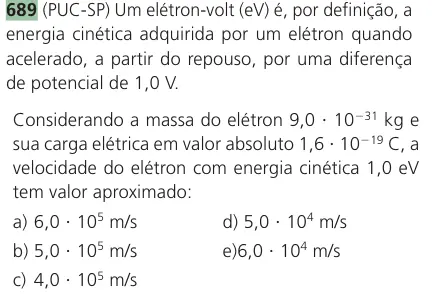 689 (PUC-SP) Um elétron-volt (eV) é, por definição, a
energia cinética adquirida por um elétron quando
acelerado, a partir do repouso, por uma diferença
de potencial de 1,0 V.
Considerando a massa do elétron 9,0 · 10⁻³¹ kg e
sua carga elétrica em valor absoluto 1,6 · 10⁻¹⁹ C, a
velocidade do elétron com energia cinética 1,0 eV
tem valor aproximado:
a) 6,0 · 10⁵ m/s
b) 5,0 · 10⁵ m/s
c) 4,0 · 10⁵ m/s
d) 5,0 · 10⁴ m/s
e)6,0 · 10⁴ m/s